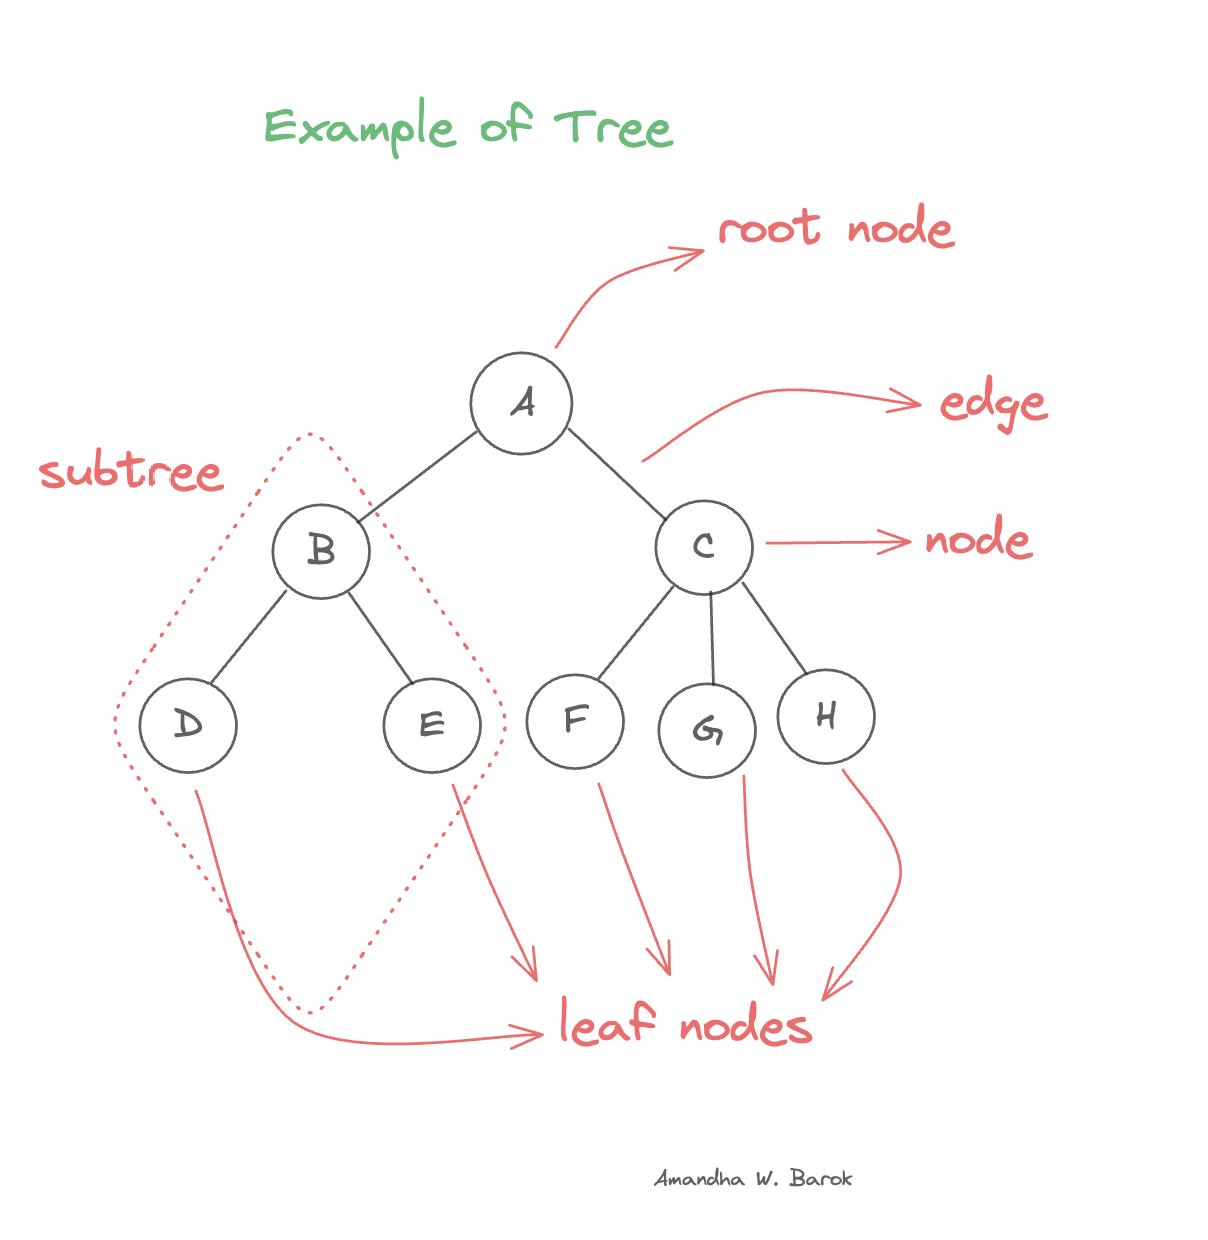 Example of Tree
root node
A
edge
subtree
B
C
node
D
E
F
G
H
leaf nodes
Amandha W. Barok